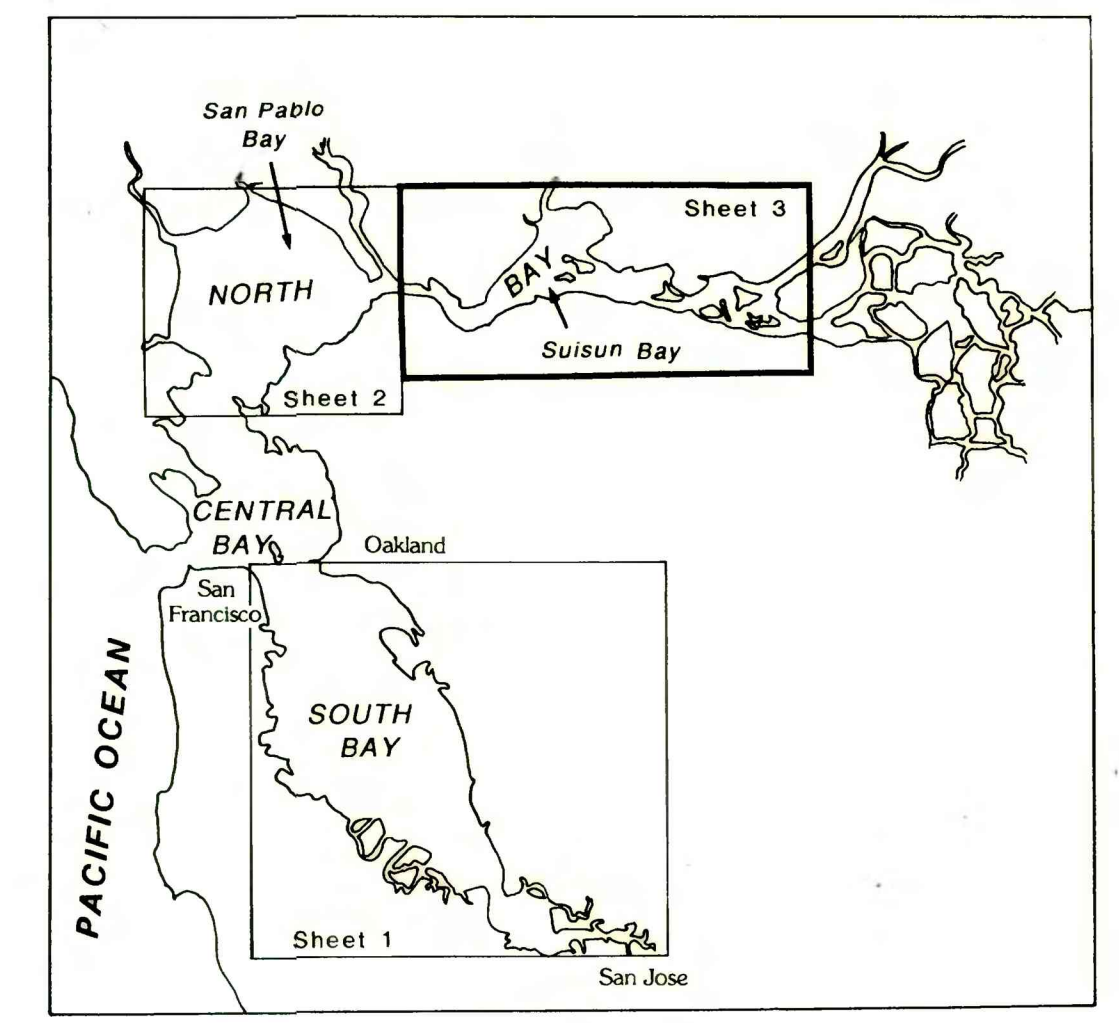 San Pablo
Bay
Sheet 3
NORTH
BAY
Suisun Bay
Sheet 2
CENTRAL
BAY
Oakland
San
Francisco
PACIFIC OCEAN
SOUTH
BAY
Sheet 1
San Jose